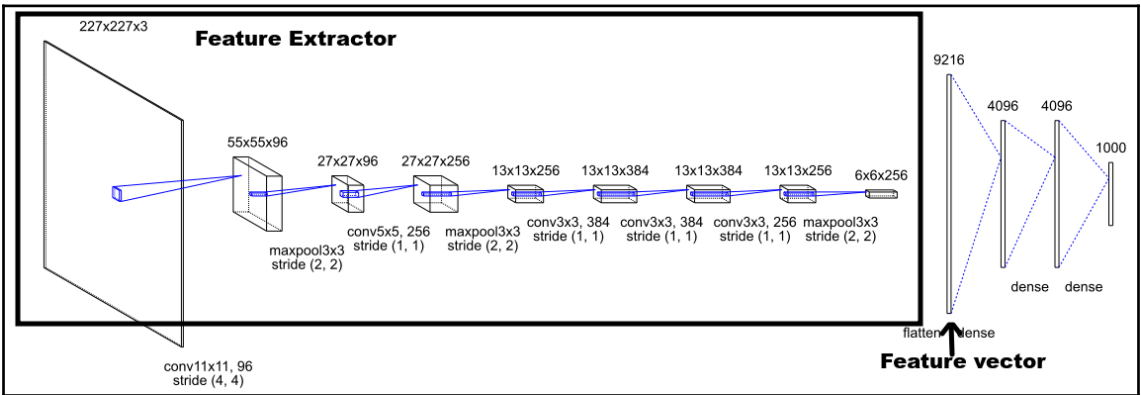 227x227x3
Feature Extractor
55x55x96
27x27x96
27x27x256
13x13x256
13x13x384
13x13x384
13x13x256
6x6x256
9216
4096
4096
1000
conv11x11, 96
stride (4, 4)
maxpool3x3
stride (2, 2)
conv5x5, 256
stride (1, 1)
maxpool3x3
stride (2, 2)
conv3x3, 384
stride (1, 1)
conv3x3, 384
stride (1, 1)
conv3x3, 256
stride (1, 1)
maxpool3x3
stride (2, 2)
flatten
dense
dense
dense
Feature vector